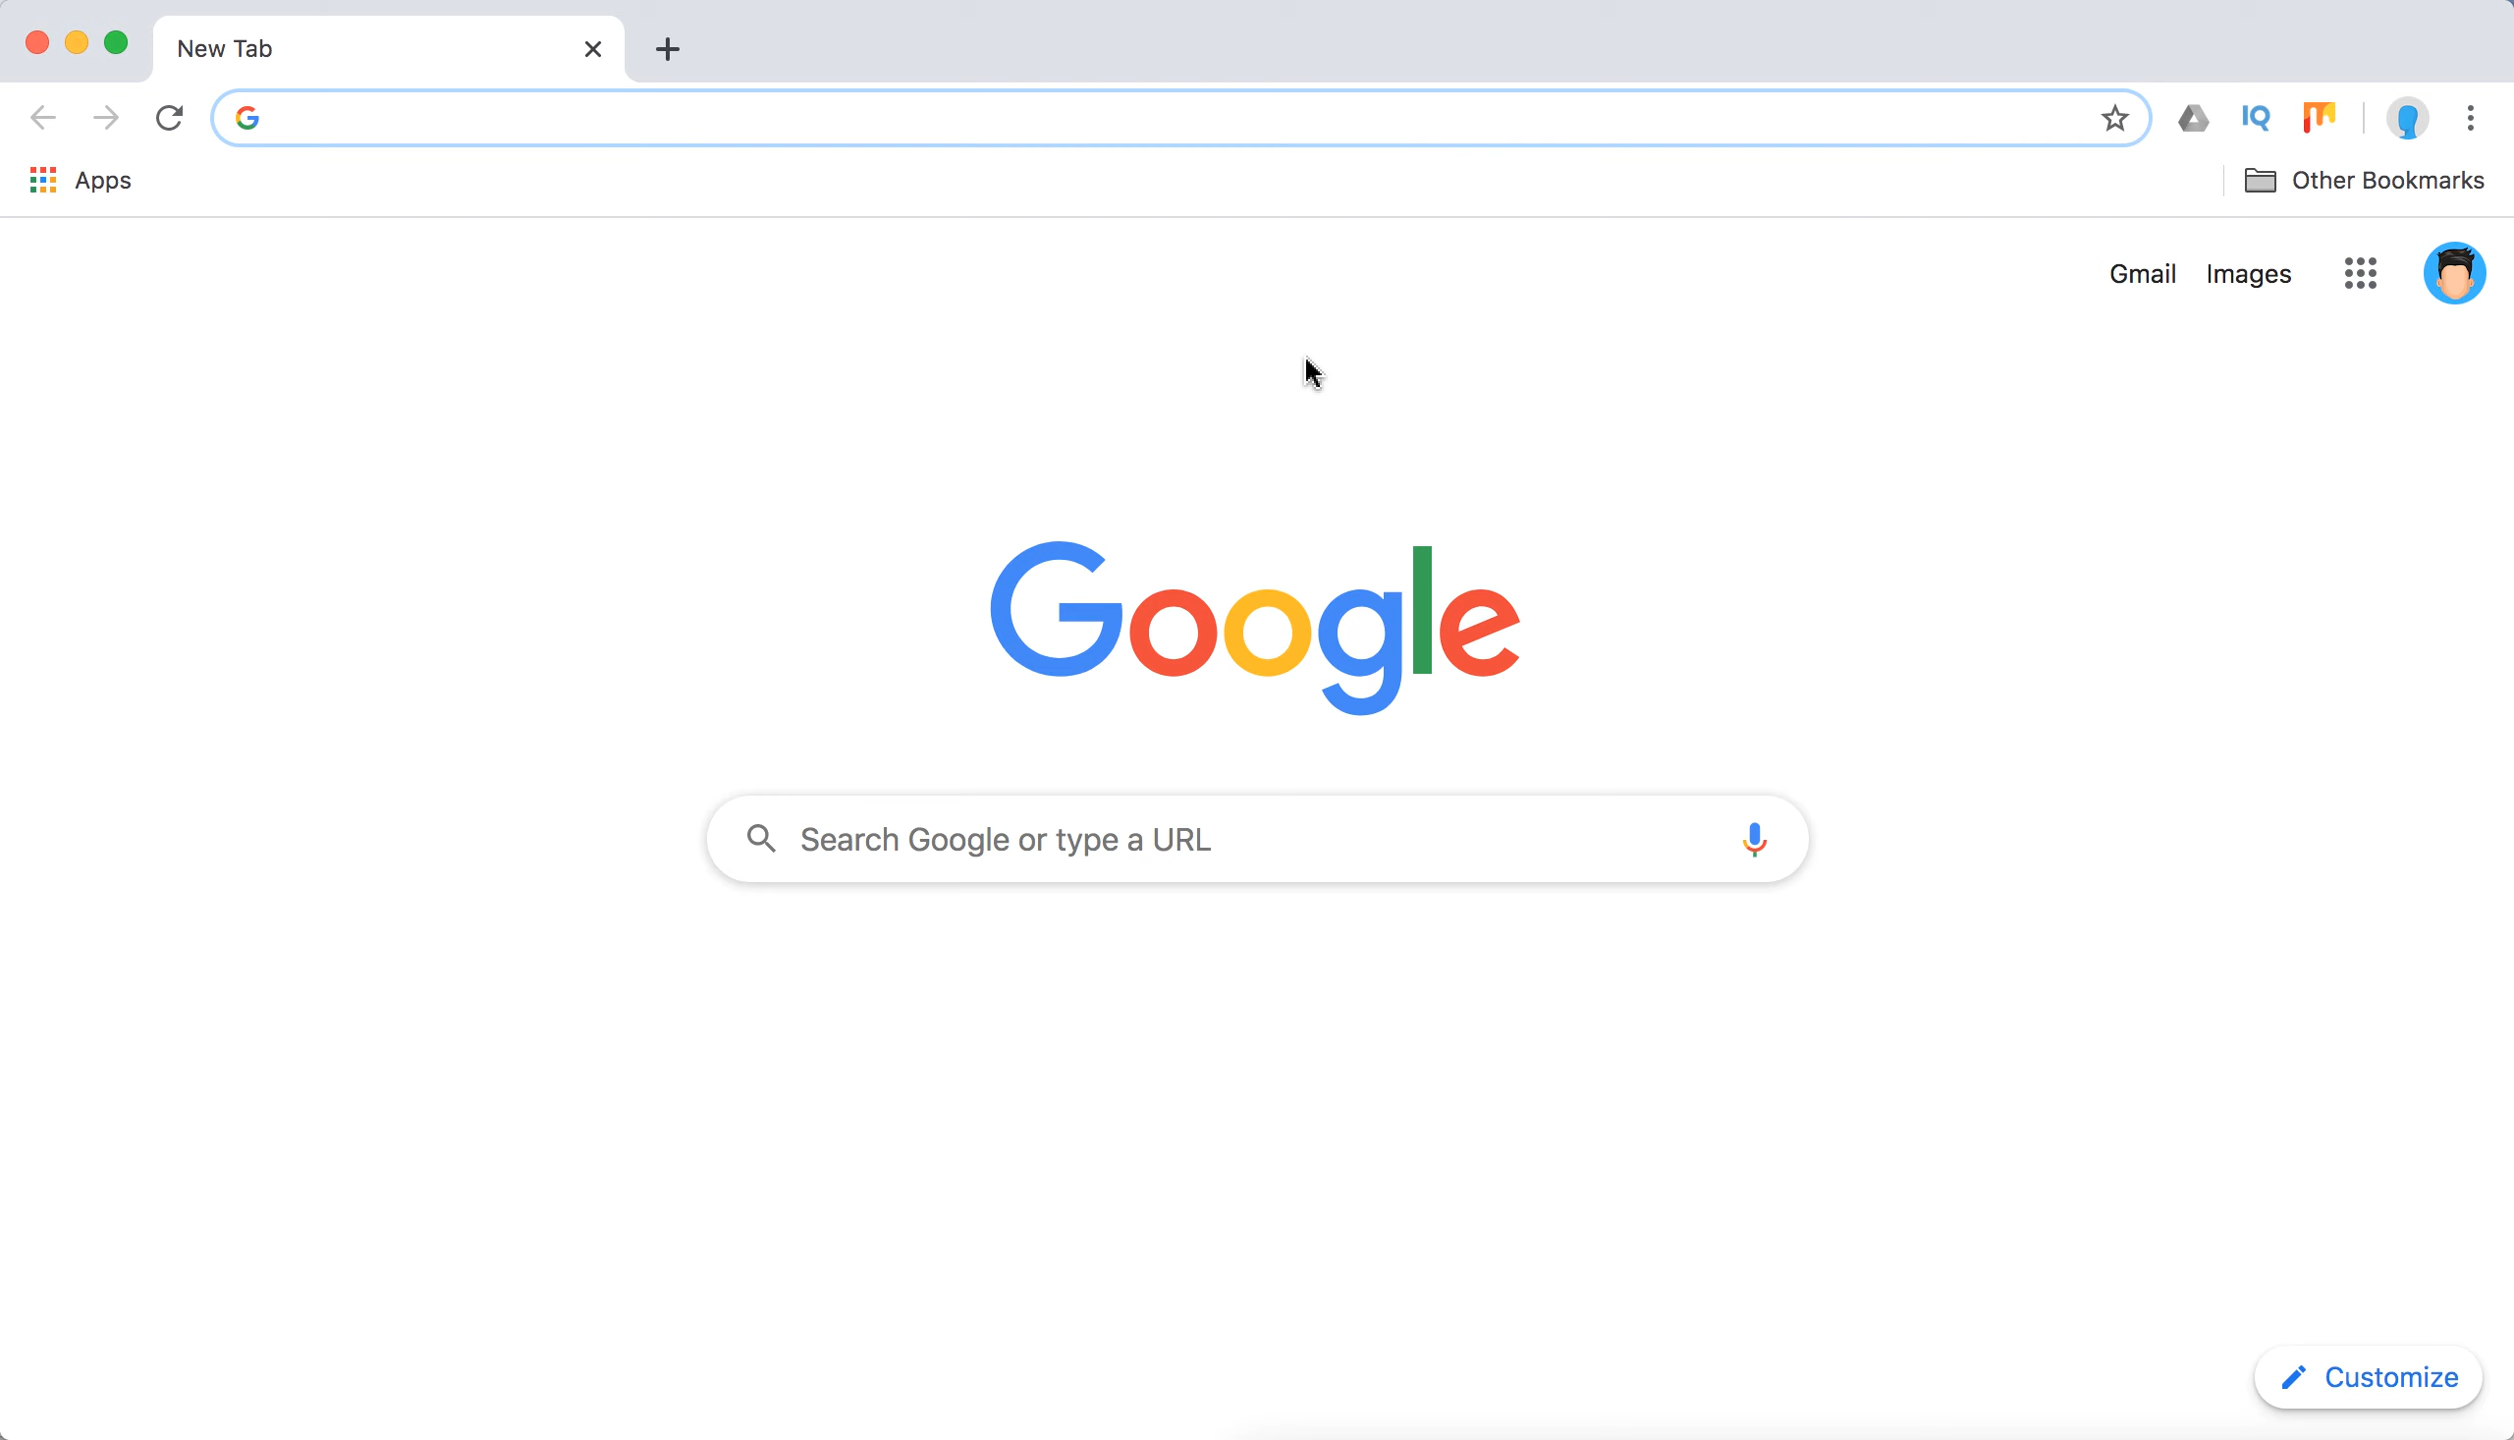 New Tab
Apps
Other Bookmarks
Gmail Images
Google
Search Google or type a URL
Customize